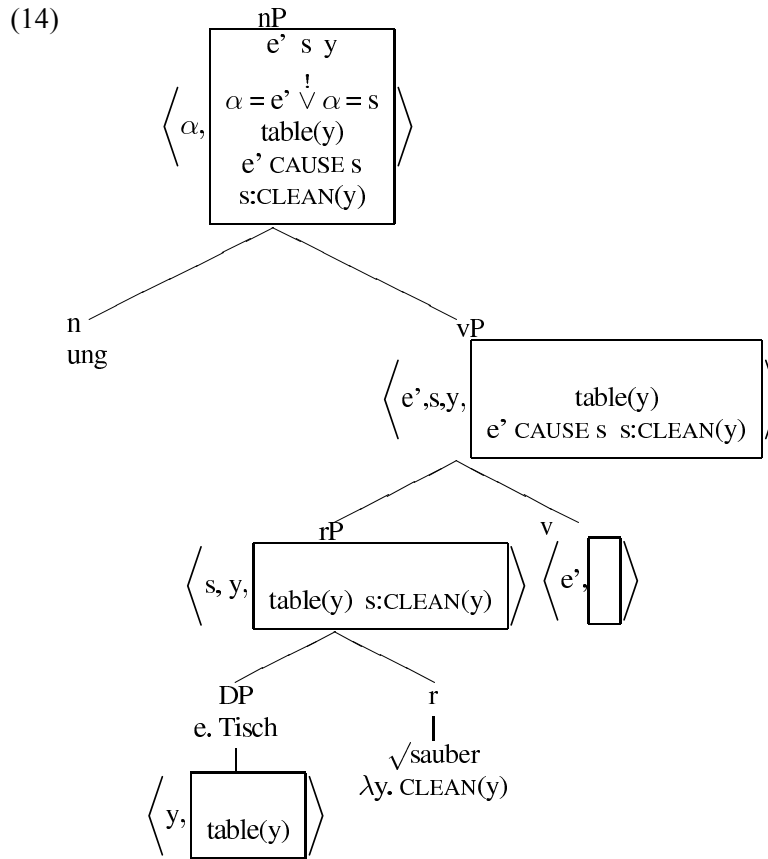 (14)
nP
e’ s y
!
⟨α, α = e’ ∨ α = s⟩
table(y)
e’ CAUSE s
s:CLEAN(y)
n
ung
vP
⟨e’,s,y, table(y)
e’ CAUSE s s:CLEAN(y)⟩
rP
⟨s, y, table(y) s:CLEAN(y)⟩
v
⟨e’, ⟩
DP
e. Tisch
r
√sauber
λy. CLEAN(y)
⟨y, table(y)⟩